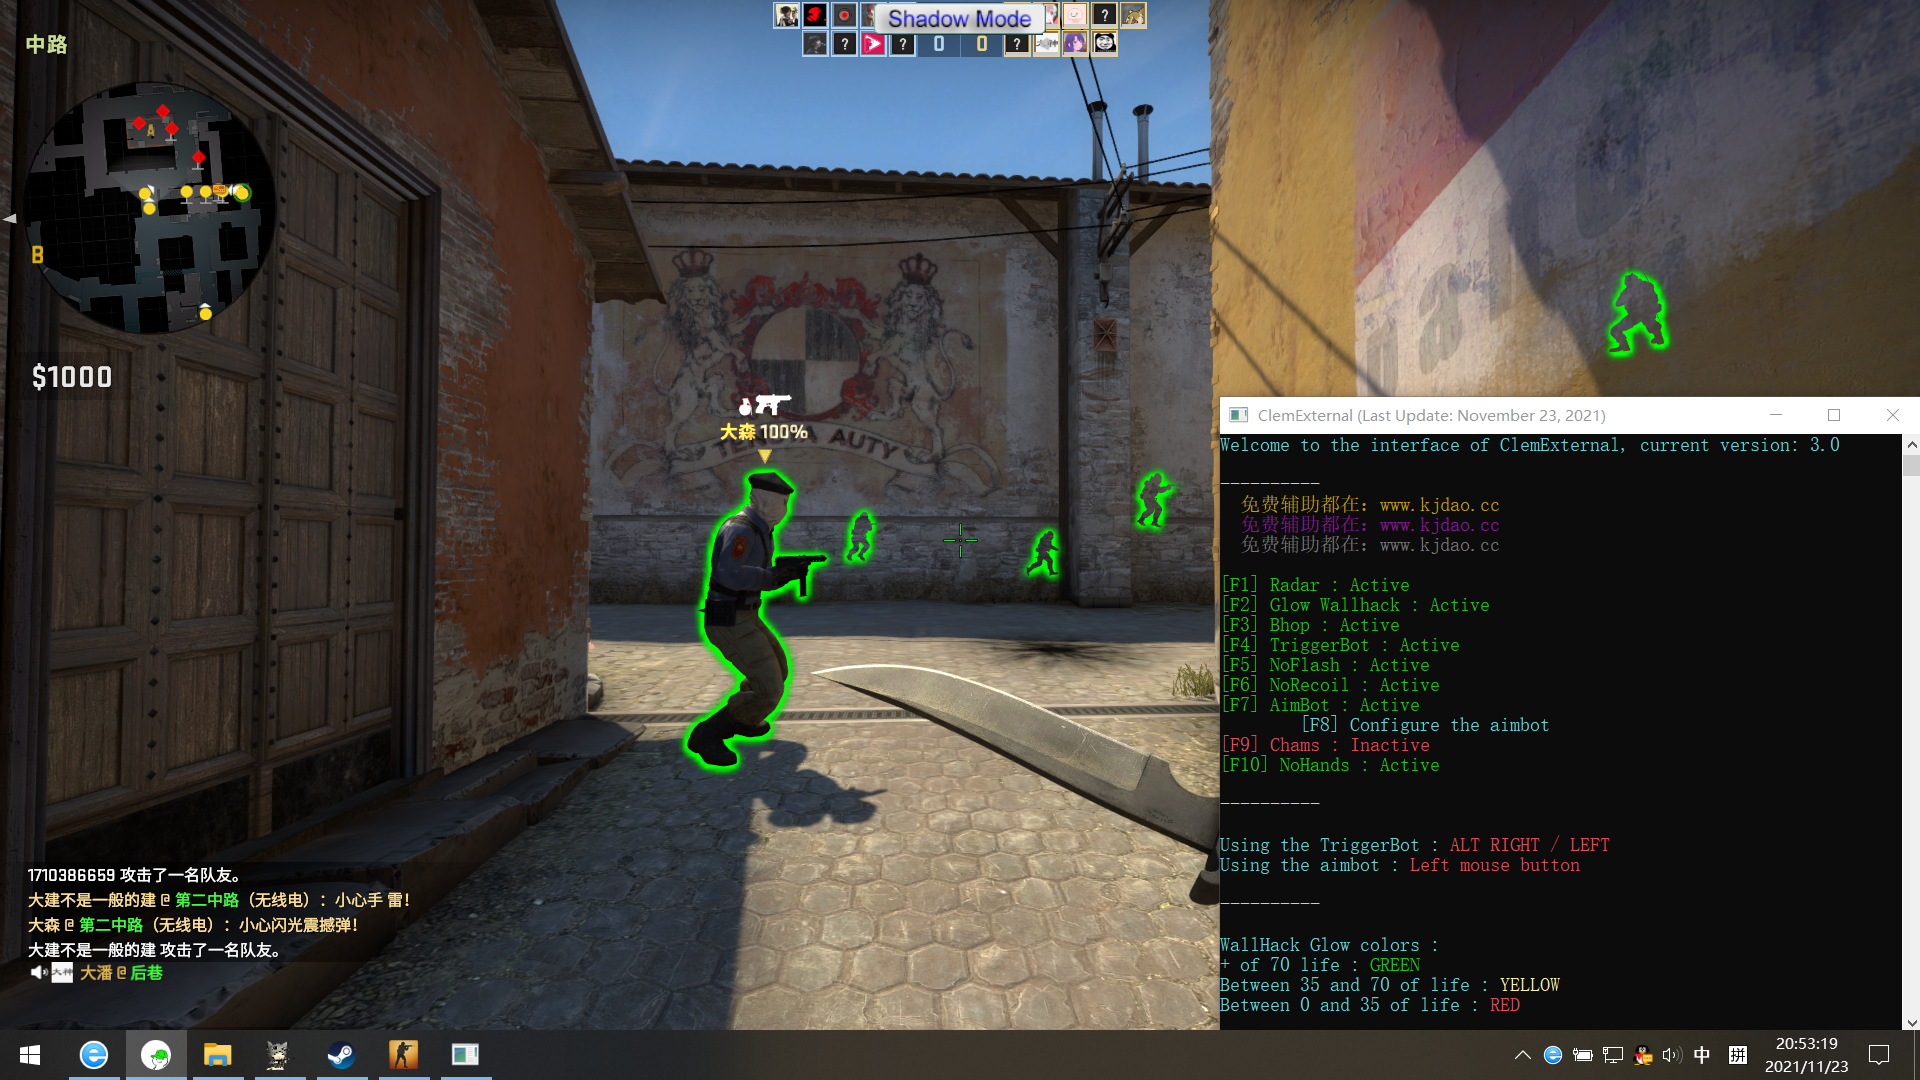 中路
Shadow Mode
?
? ? 0 0 ?
A
B
$1000
大森 100%
AUTY
1710386659 攻击了一名队友。
大建不是一般的建 @ 第二中路（无线电）： 小心手 雷！
大森 @ 第二中路（无线电）： 小心闪光震撼弹！
大建不是一般的建 攻击了一名队友。
大神 大潘 @ 后巷
ClemExternal (Last Update: November 23, 2021)
Welcome to the interface of ClemExternal, current version: 3.0
----------
免费辅助都在: www.kjdao.cc
免费辅助都在: www.kjdao.cc
免费辅助都在: www.kjdao.cc
[F1] Radar : Active
[F2] Glow Wallhack : Active
[F3] Bhop : Active
[F4] TriggerBot : Active
[F5] NoFlash : Active
[F6] NoRecoil : Active
[F7] AimBot : Active
[F8] Configure the aimbot
[F9] Chams : Inactive
[F10] NoHands : Active
----------
Using the TriggerBot : ALT RIGHT / LEFT
Using the aimbot : Left mouse button
----------
WallHack Glow colors :
+ of 70 life : GREEN
Between 35 and 70 of life : YELLOW
Between 0 and 35 of life : RED
中 拼
20:53:19
2021/11/23